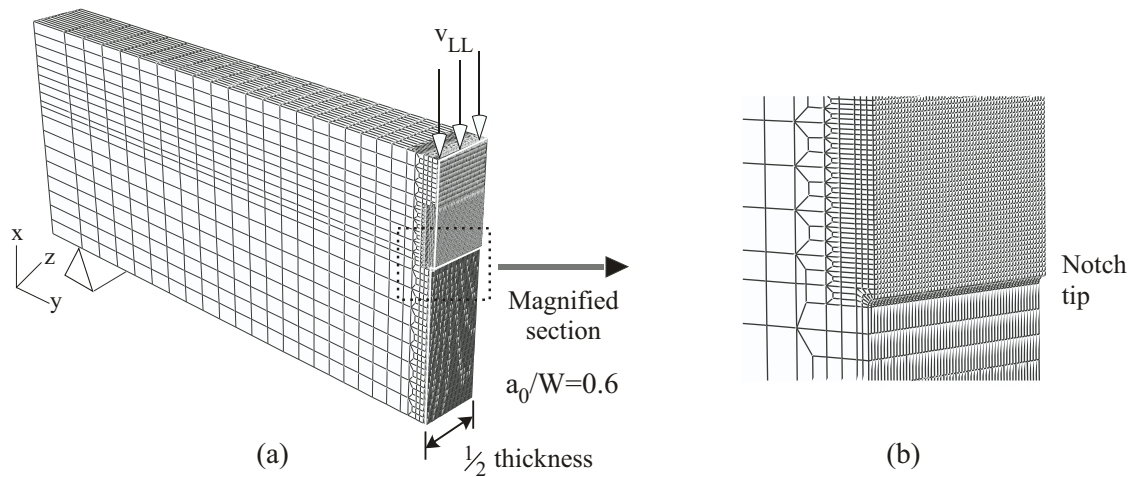 v_LL
x
z
y
Magnified
section
a_0/W=0.6
Notch
tip
(a)
½ thickness
(b)